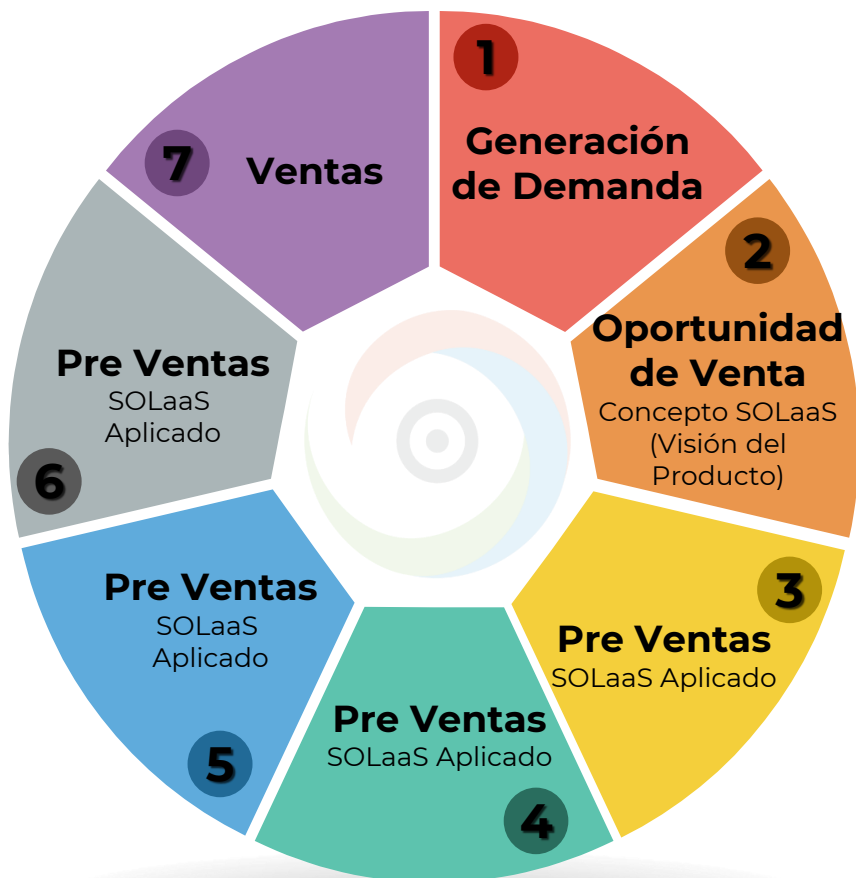 1
Generación
de Demanda
2
Oportunidad
de Venta
Concepto SOLaaS
(Visión del
Producto)
3
Pre Ventas
SOLaaS Aplicado
4
Pre Ventas
SOLaaS Aplicado
5
Pre Ventas
SOLaaS
Aplicado
6
Pre Ventas
SOLaaS
Aplicado
7
Ventas